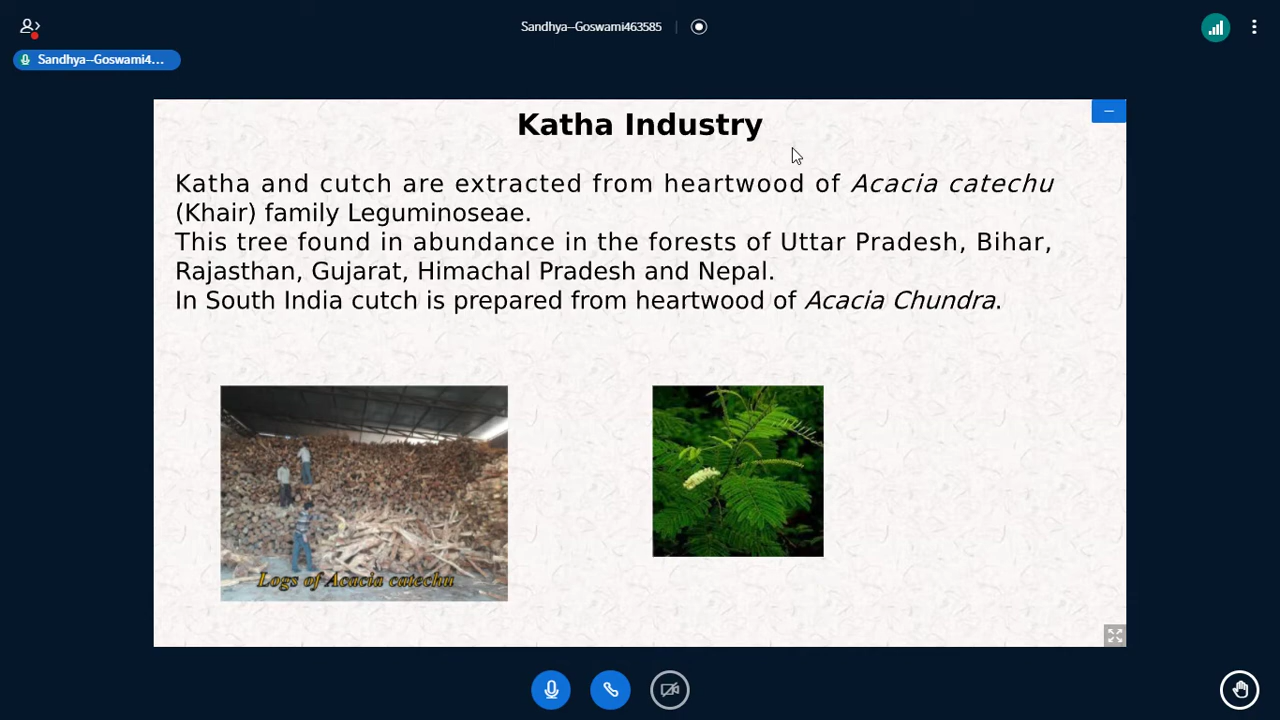 Sandhya--Goswami463585
Sandhya--Goswami4...
Katha Industry
Katha and cutch are extracted from heartwood of Acacia catechu
(Khair) family Leguminoseae.
This tree found in abundance in the forests of Uttar Pradesh, Bihar,
Rajasthan, Gujarat, Himachal Pradesh and Nepal.
In South India cutch is prepared from heartwood of Acacia Chundra.
Logs of Acacia catechu